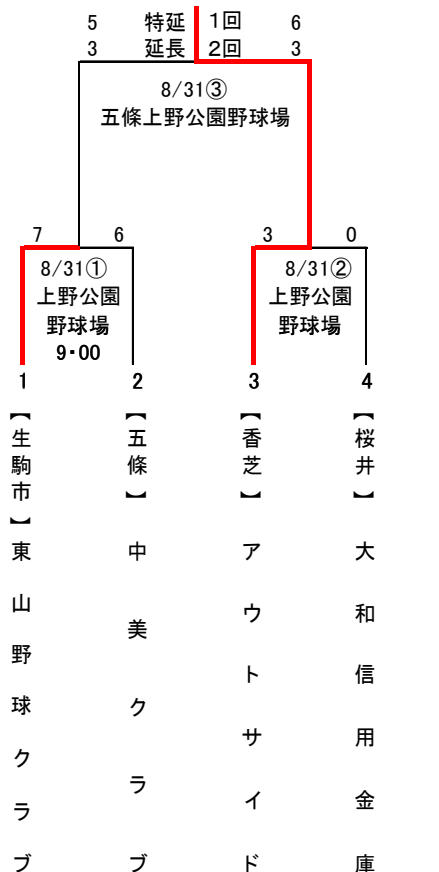 5 特延 1回 6
3 延長 2回 3
8/31③
五條上野公園野球場
7 6 3 0
8/31①
上野公園
野球場
9・00
8/31②
上野公園
野球場
1 2 3 4
【生駒市】東山野球クラブ
【五條】中美クラブ
【香芝】アウトサイド
【桜井】大和信用金庫